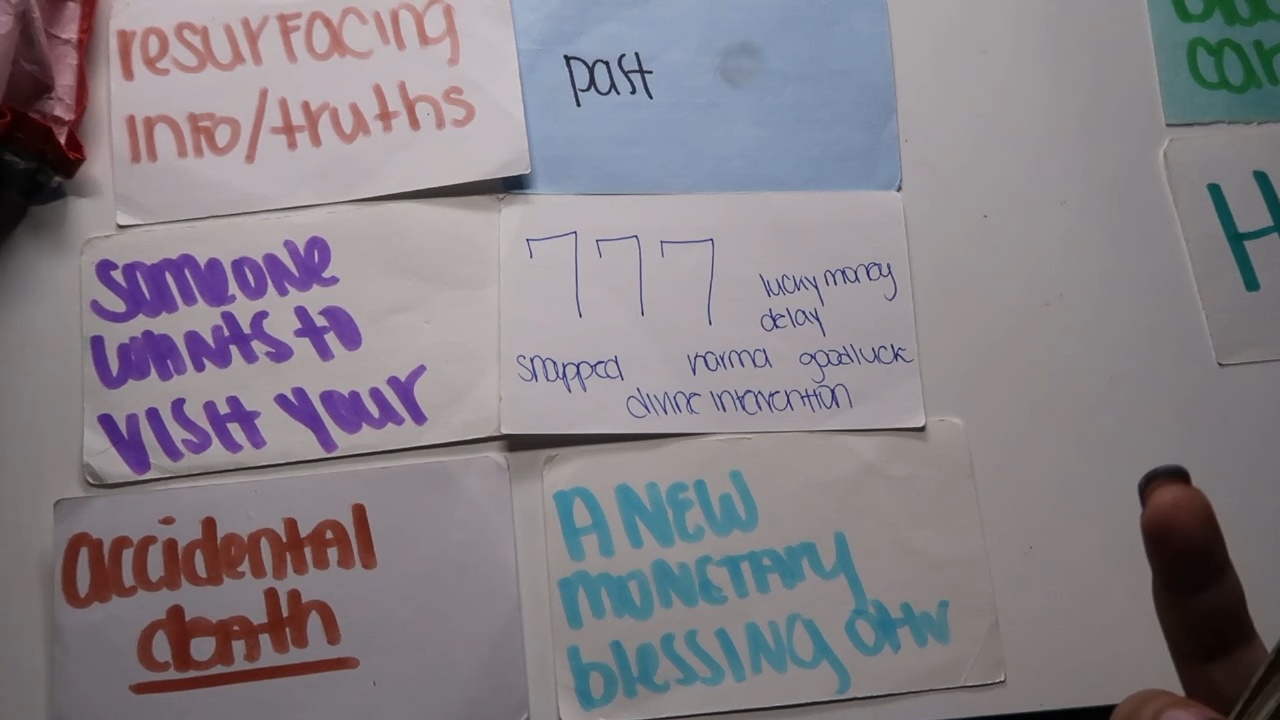 resurfacing
info/truths
past
car
H
someone
wants to
visit your
777
lucky money
delay
snapped karma goodluck
divine intervention
accidental
death
A NEW
MONETARY
blessing otw